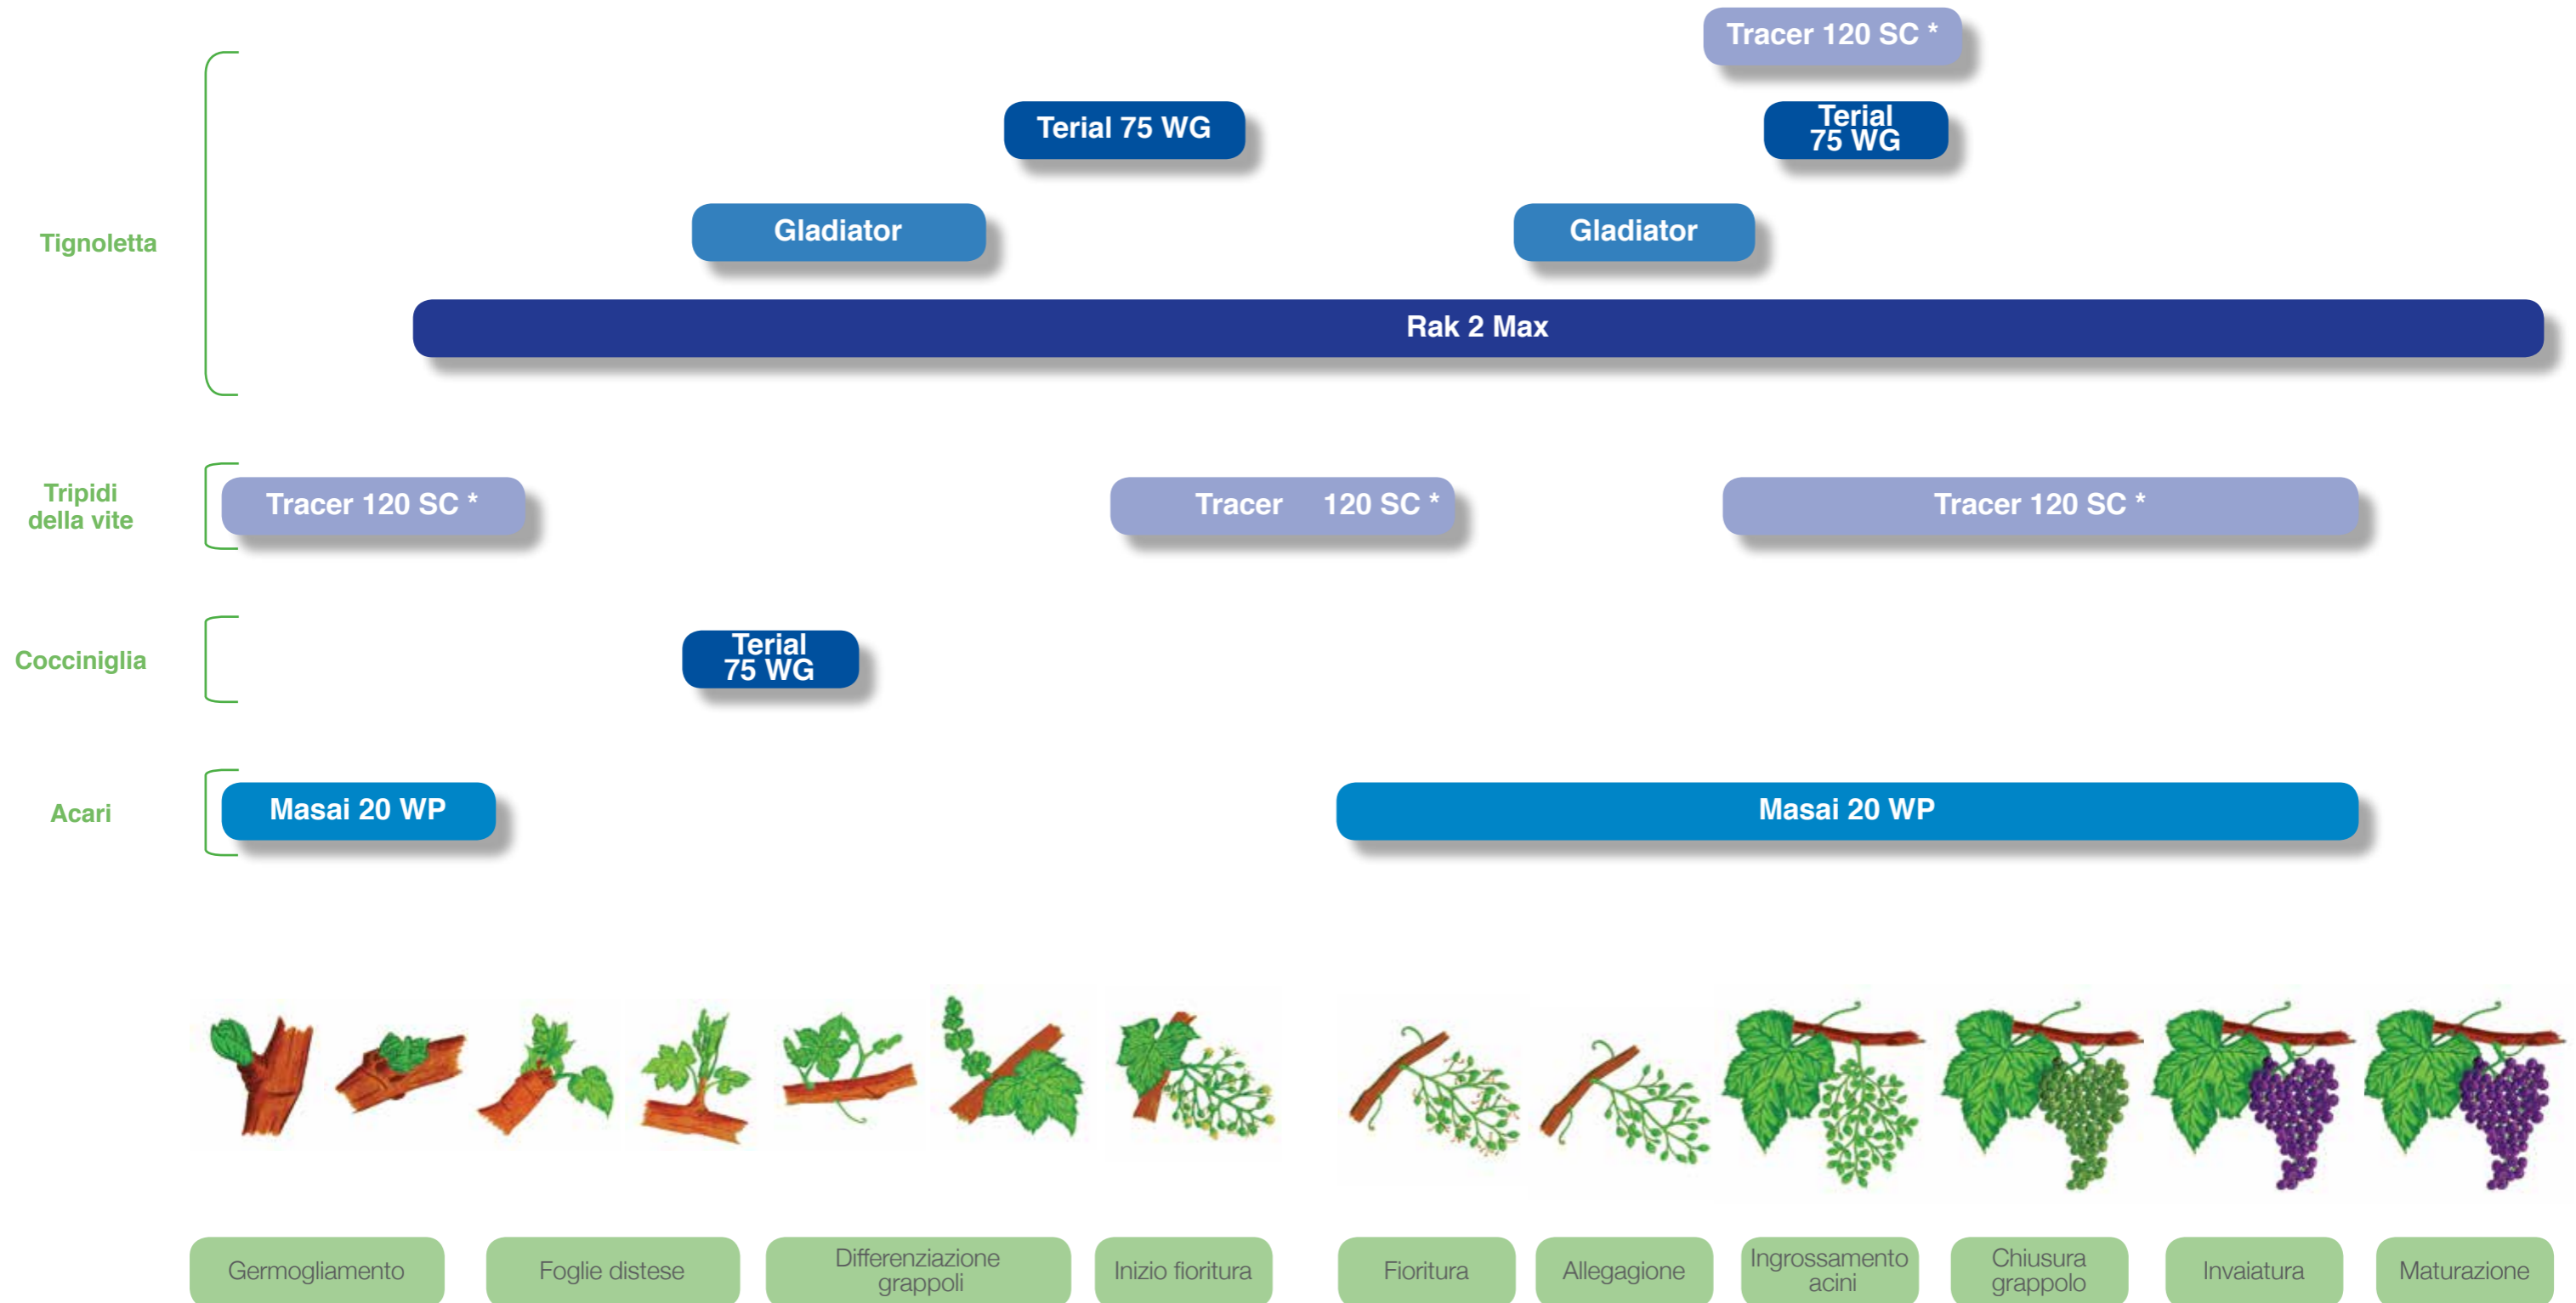 Tracer 120 SC *
Terial 75 WG
Terial
75 WG
Tignoletta
Gladiator
Gladiator
Rak 2 Max
Tripidi
della vite
Tracer 120 SC *
Tracer 120 SC *
Tracer 120 SC *
Cocciniglia
Terial
75 WG
Acari
Masai 20 WP
Masai 20 WP
Germogliamento
Foglie distese
Differenziazione
grappoli
Inizio fioritura
Fioritura
Allegagione
Ingrossamento
acini
Chiusura
grappolo
Invaiatura
Maturazione